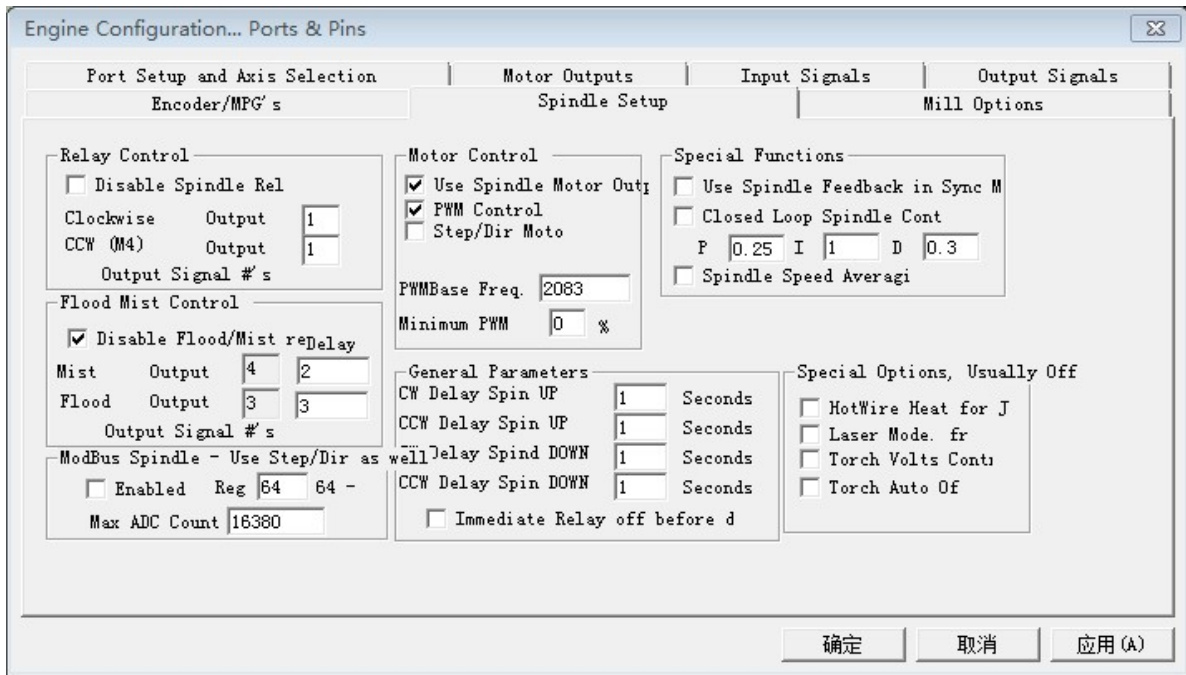 Engine Configuration... Ports & Pins
Port Setup and Axis Selection
Motor Outputs
Input Signals
Output Signals
Encoder/MPG's
Spindle Setup
Mill Options
Relay Control
Disable Spindle Rel
Clockwise Output 1
CCW (M4) Output 1
Output Signal #'s
Flood Mist Control
Disable Flood/Mist re Delay
Mist Output 4 2
Flood Output 3 3
Output Signal #'s
ModBus Spindle - Use Step/Dir as well
Enabled Reg 64 64 -
Max ADC Count 16380
Motor Control
Use Spindle Motor Outp
PWM Control
Step/Dir Moto
PWMBase Freq. 2083
Minimum PWM 0 %
General Parameters
CW Delay Spin UP 1 Seconds
CCW Delay Spin UP 1 Seconds
Delay Spind DOWN 1 Seconds
CCW Delay Spin DOWN 1 Seconds
Immediate Relay off before d
Special Functions
Use Spindle Feedback in Sync M
Closed Loop Spindle Cont
P 0.25 I 1 D 0.3
Spindle Speed Averagi
Special Options, Usually Off
HotWire Heat for J
Laser Mode. fr
Torch Volts Cont
Torch Auto Of
确定
取消
应用(A)